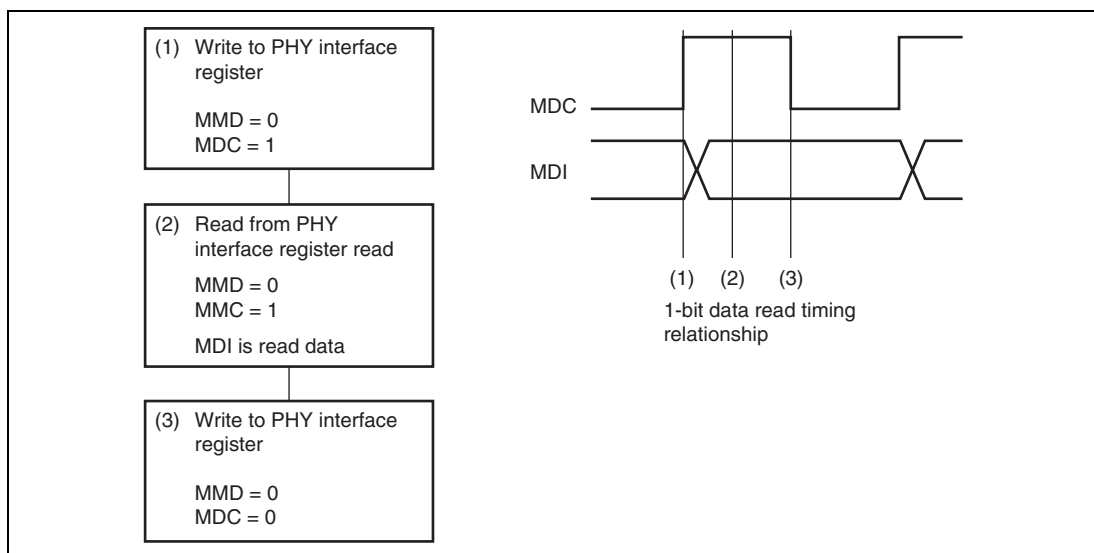 (1) Write to PHY interface
register
MMD = 0
MDC = 1
(2) Read from PHY
interface register read
MMD = 0
MMC = 1
MDI is read data
(3) Write to PHY interface
register
MMD = 0
MDC = 0
MDC
MDI
(1) (2) (3)
1-bit data read timing
relationship